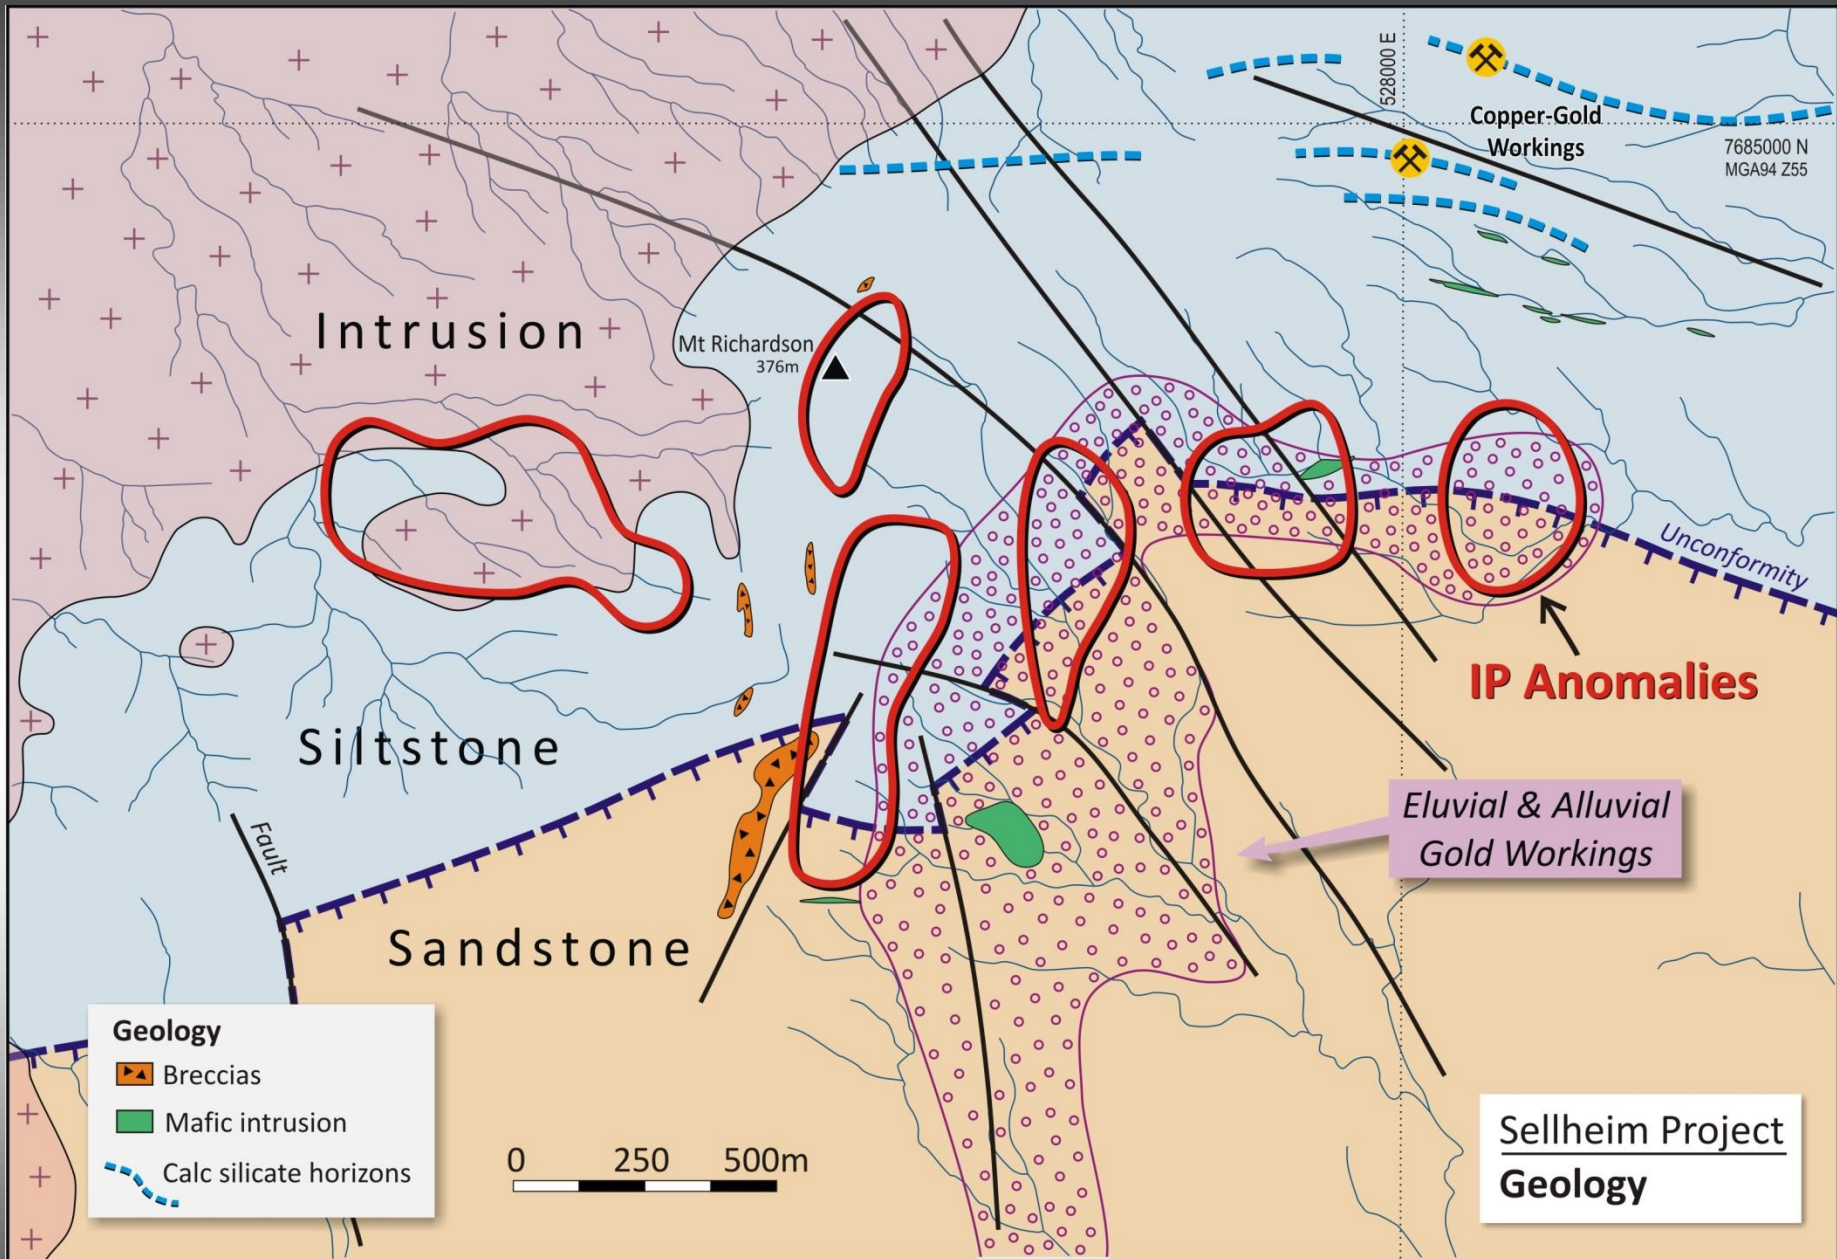 528000 E
Copper-Gold
Workings
7685000 N
MGA94 Z55
Intrusion
Mt Richardson
376m
Unconformity
IP Anomalies
Siltstone
Fault
Eluvial & Alluvial
Gold Workings
Sandstone
Geology
Breccias
Mafic intrusion
Calc silicate horizons
0 250 500m
Sellheim Project
Geology